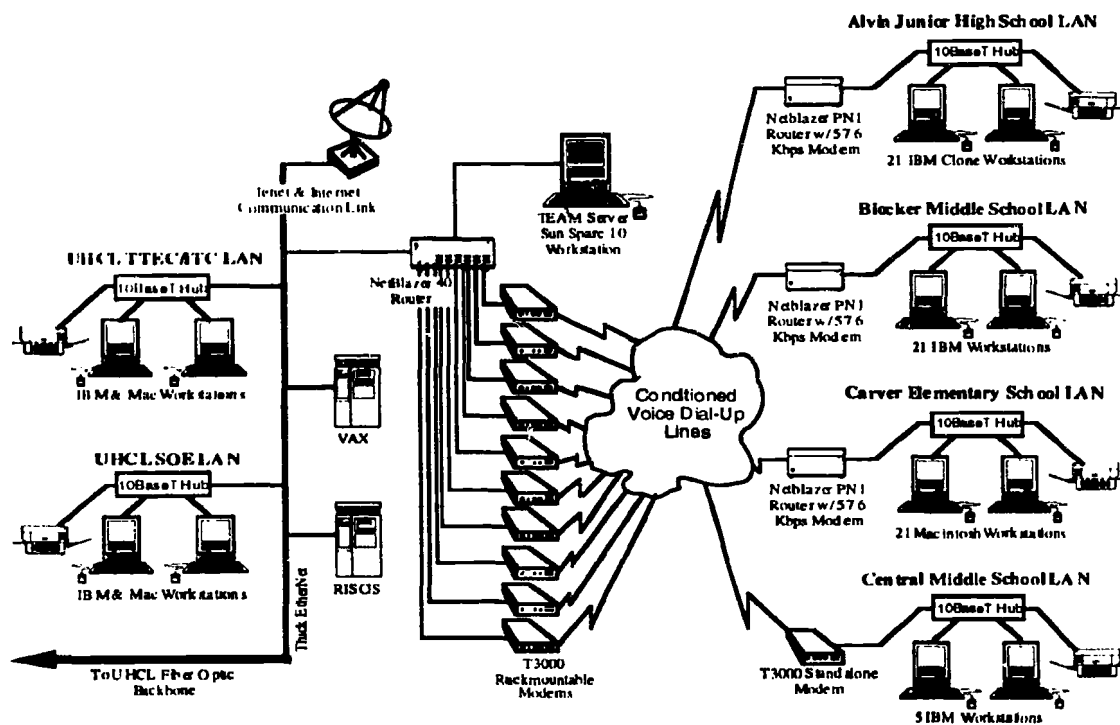 Alvin Junior High School LAN
10BaseT Hub
Netblazer PN1
Router w/57.6
Kbps Modem
21 IBM Clone Workstations
Tenet & Internet
Communication Link
TEAM Server
Sun Sparc 10
Workstation
Blocker Middle School LAN
10BaseT Hub
Netblazer PN1
Router w/57.6
Kbps Modem
21 IBM Workstations
UHCL TTEC/ITC LAN
10BaseT Hub
IBM & Mac Workstations
NetBlazer 40
Router
Conditioned
Voice Dial-Up
Lines
VAX
Carver Elementary School LAN
10BaseT Hub
Netblazer PN1
Router w/57.6
Kbps Modem
21 Macintosh Workstations
UHCL SOE LAN
10BaseT Hub
IBM & Mac Workstations
RISCIS
Thick EtherNet
Central Middle School LAN
10BaseT Hub
T3000 Standalone
Modem
5 IBM Workstations
To UHCL Fiber Optic
Backbone
T3000
Rackmountable
Modems